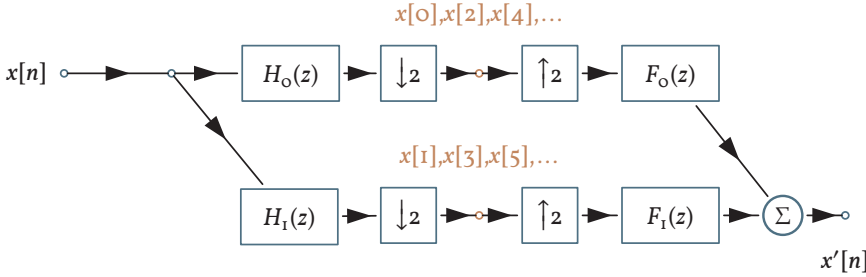 x[0],x[2],x[4],...
x[n] H₀(z) ↓2 ↑2 F₀(z)
x[1],x[3],x[5],...
H₁(z) ↓2 ↑2 F₁(z) Σ
x′[n]